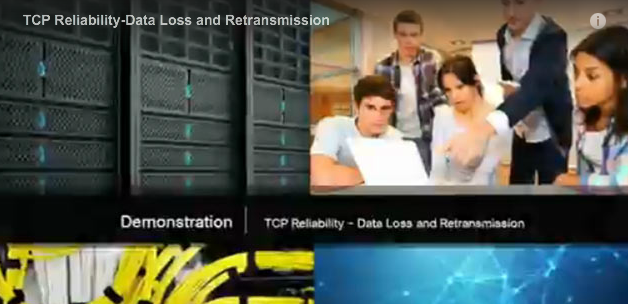 TCP Reliability-Data Loss and Retransmission
Demonstration
TCP Reliability – Data Loss and Retransmission